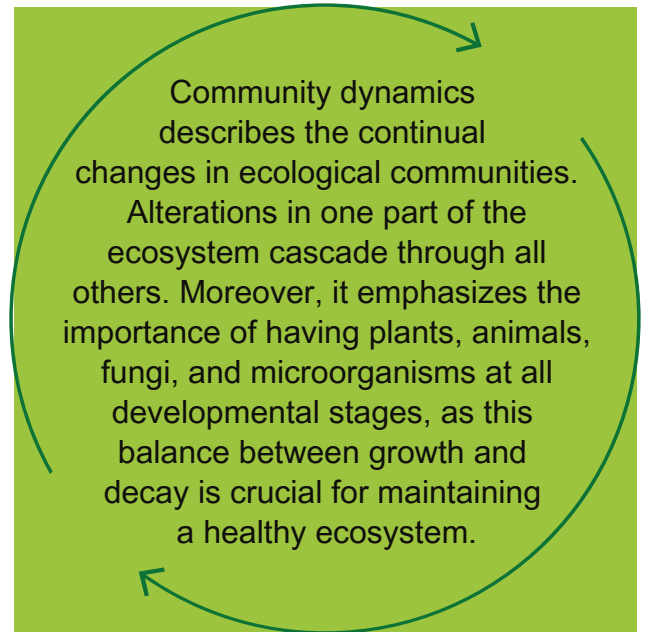 Community dynamics
describes the continual
changes in ecological communities.
Alterations in one part of the
ecosystem cascade through all
others. Moreover, it emphasizes the
importance of having plants, animals,
fungi, and microorganisms at all
developmental stages, as this
balance between growth and
decay is crucial for maintaining
a healthy ecosystem.